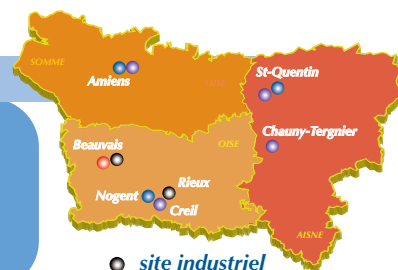 SOMME
Amiens
St-Quentin
Chauny-Tergnier
Beauvais
OISE
Rieux
Nogent
Creil
AISNE
site industriel